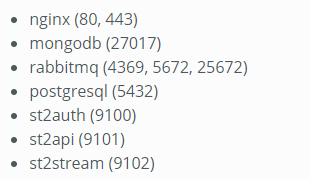 • nginx (80, 443)
• mongodb (27017)
• rabbitmq (4369, 5672, 25672)
• postgresql (5432)
• st2auth (9100)
• st2api (9101)
• st2stream (9102)